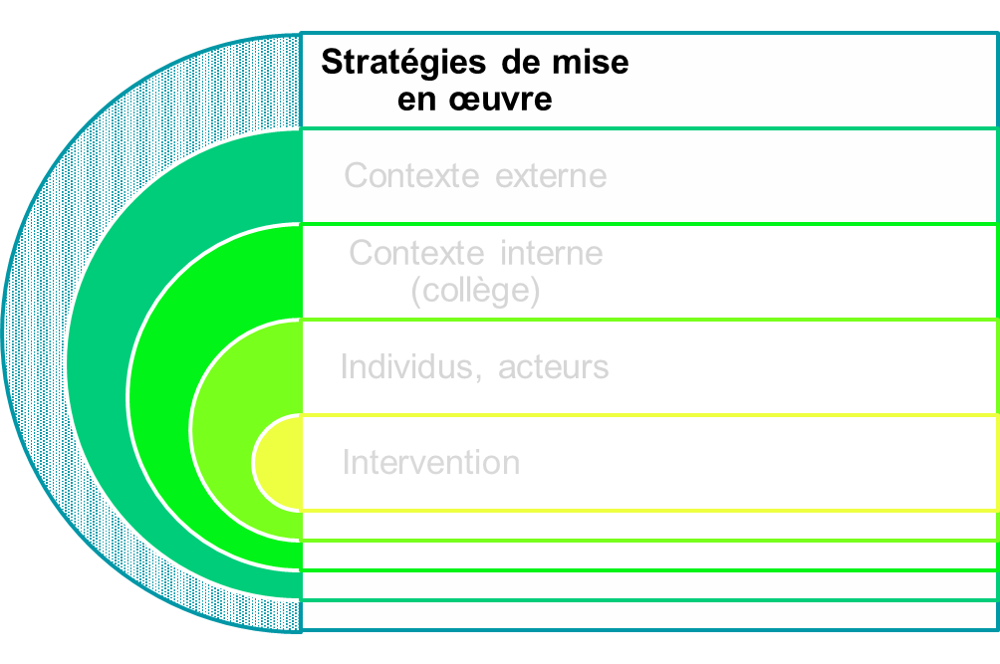 Stratégies de mise
en œuvre
Contexte externe
Contexte interne
(collège)
Individus, acteurs
Intervention